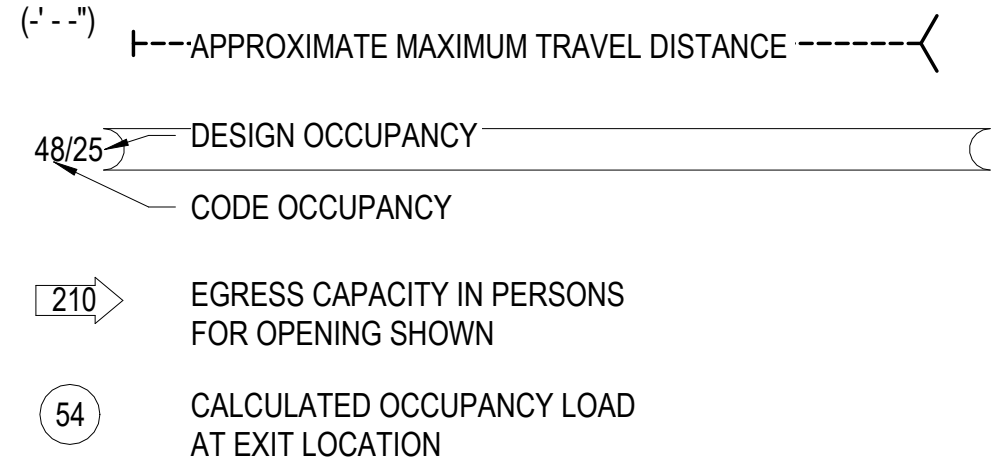 (-' - -")
APPROXIMATE MAXIMUM TRAVEL DISTANCE
48/25
DESIGN OCCUPANCY
CODE OCCUPANCY
210
EGRESS CAPACITY IN PERSONS
FOR OPENING SHOWN
54
CALCULATED OCCUPANCY LOAD
AT EXIT LOCATION